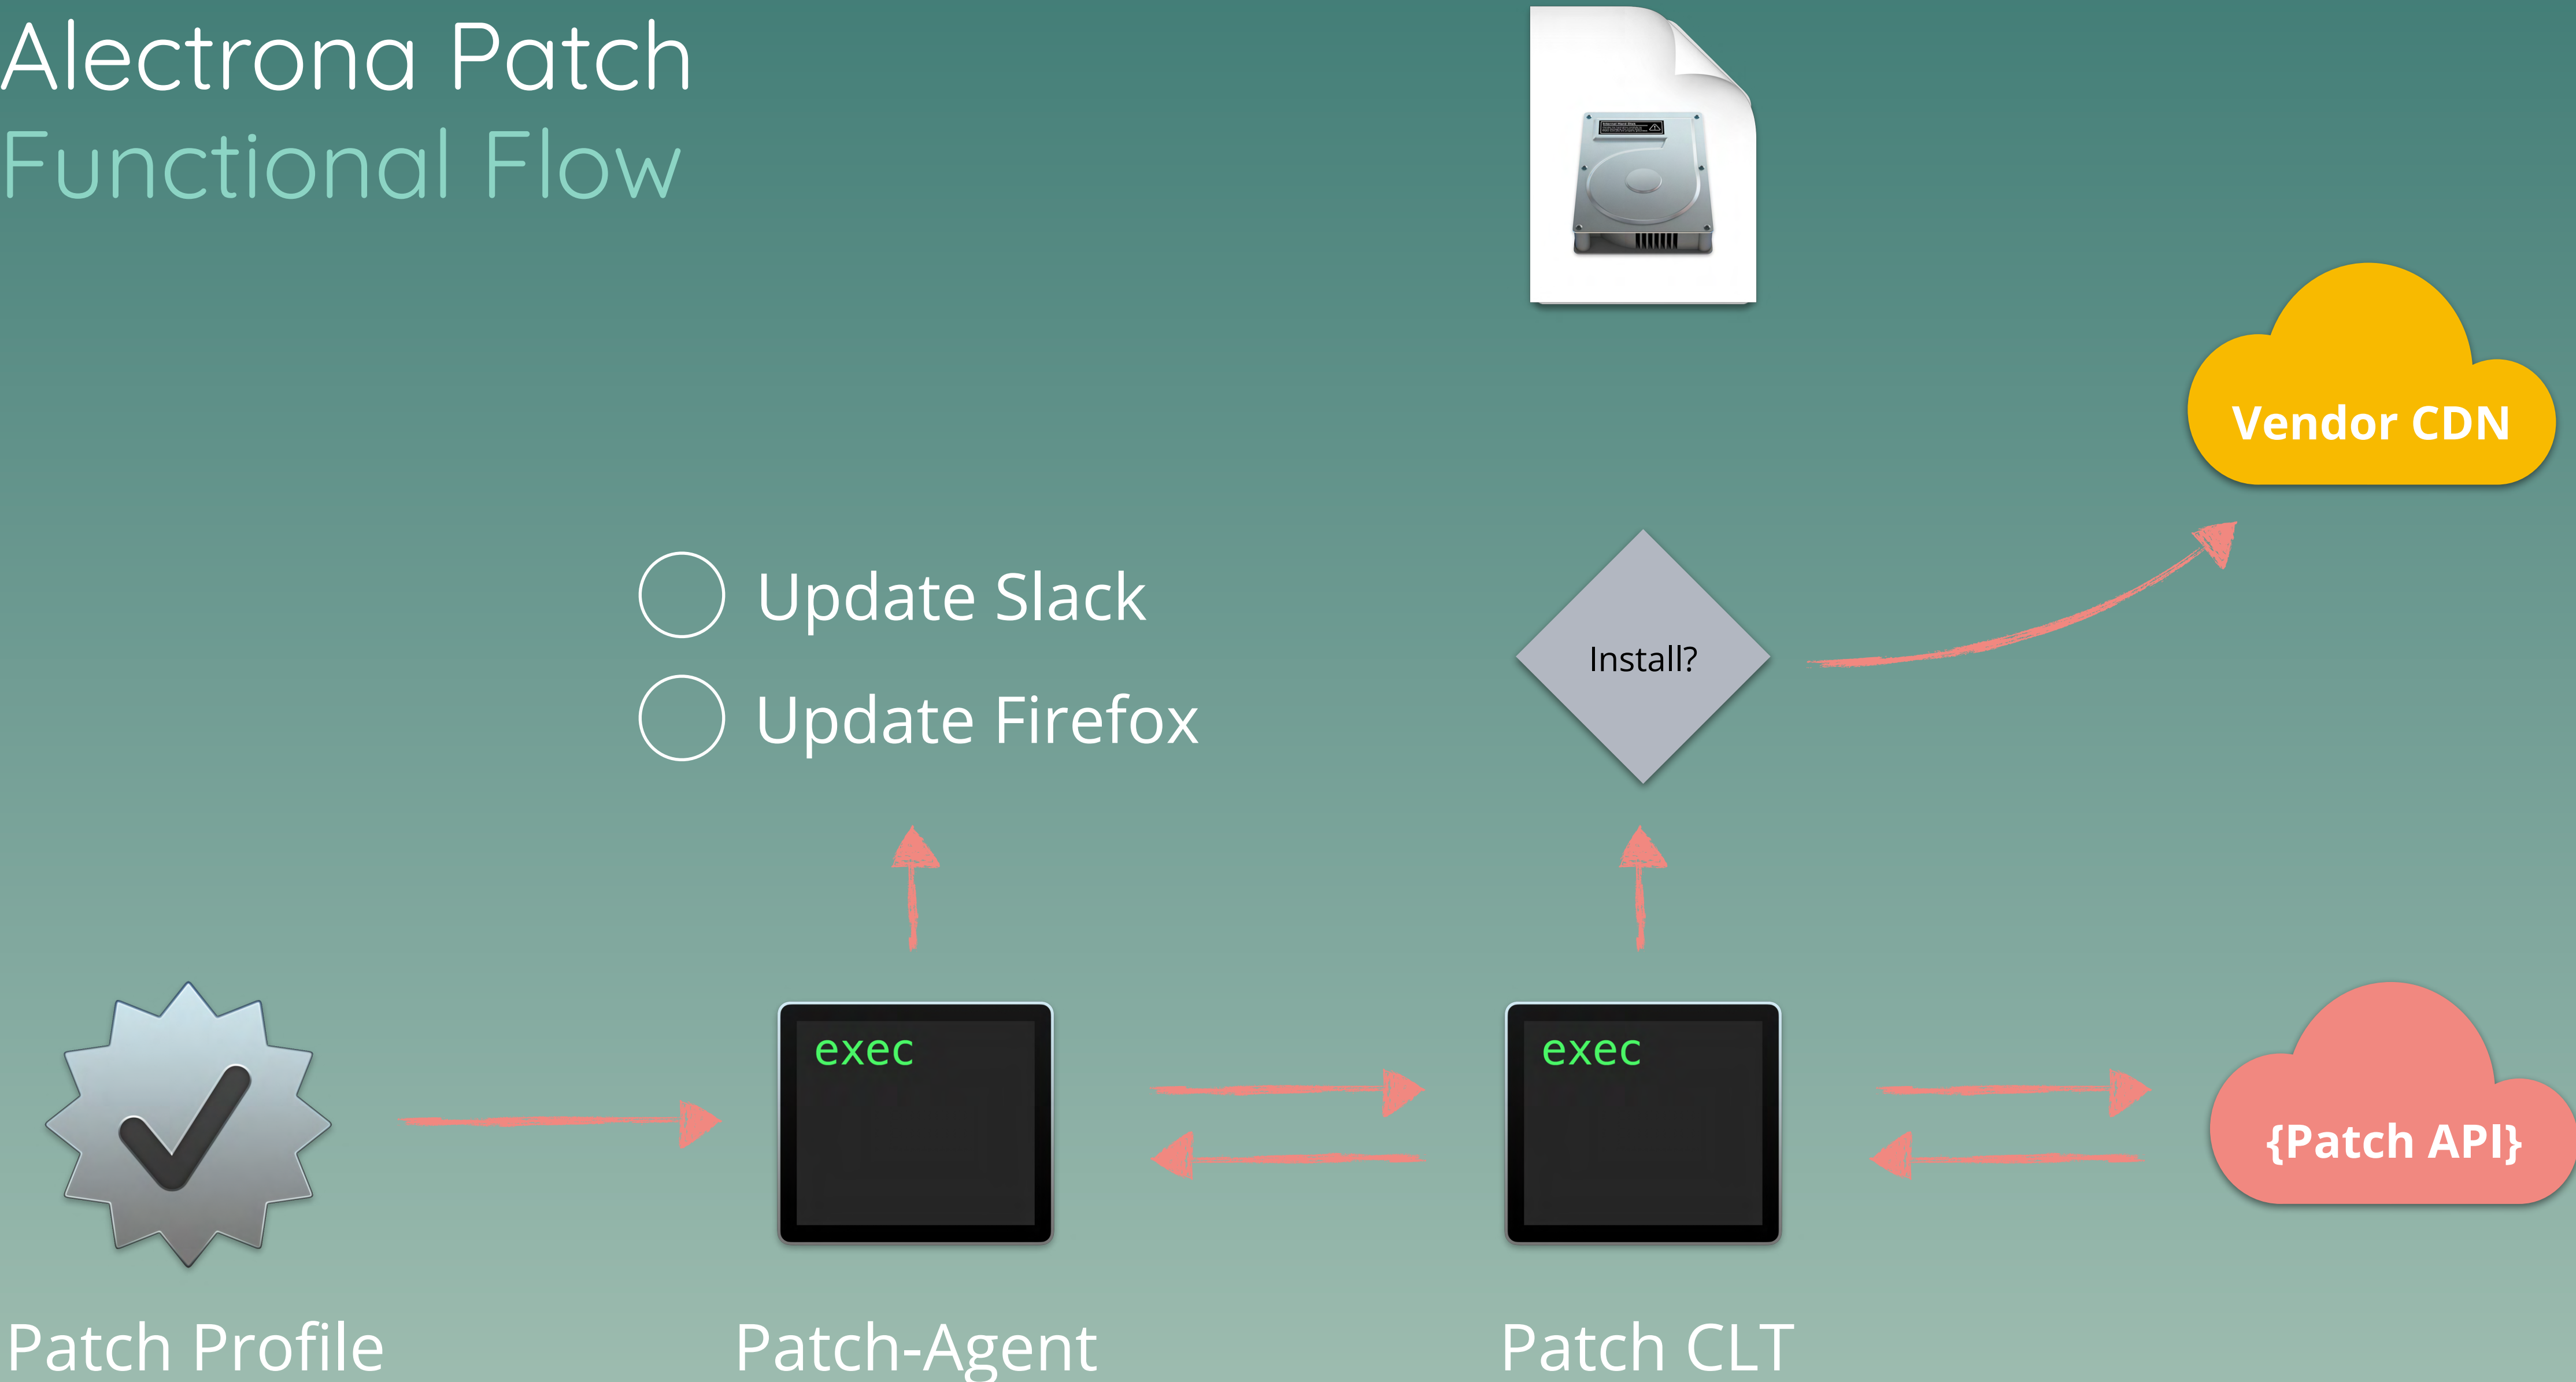 Alectrona Patch
Functional Flow
Vendor CDN
Update Slack
Install?
Update Firefox
exec
exec
{Patch API}
Patch Profile
Patch-Agent
Patch CLT